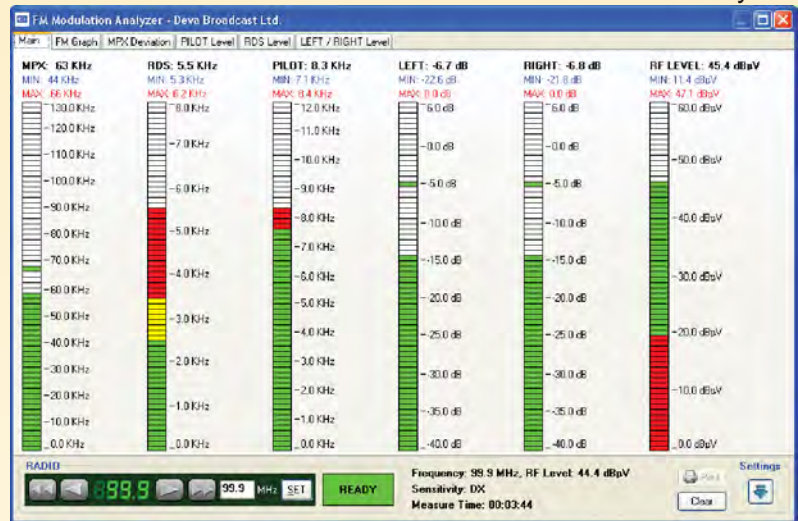 FM Modulation Analyzer - Deva Broadcast Ltd.
Main FM Graph MPX Deviation PILOT Level RDS Level LEFT / RIGHT Level
MPX: 63 KHz RDS: 5.5 KHz PILOT: 8.3 KHz LEFT: -6.7 dB RIGHT: -6.8 dB RF LEVEL: 45.4 dBµV
MIN: 44 KHz MIN: 5.3 KHz MIN: 7.1 KHz MIN: -22.6 dB MIN: -21.8 dB MIN: 11.4 dBµV
MAX: 66 KHz MAX: 6.2 KHz MAX: 8.4 KHz MAX: 0.0 dB MAX: 0.0 dB MAX: 47.1 dBµV
130.0 KHz 8.0 KHz 12.0 KHz 6.0 dB 6.0 dB 60.0 dBµV
120.0 KHz 11.0 KHz
7.0 KHz 0.0 dB 0.0 dB
110.0 KHz 10.0 KHz 50.0 dBµV
100.0 KHz 6.0 KHz 9.0 KHz -5.0 dB -5.0 dB
90.0 KHz 8.0 KHz 40.0 dBµV
80.0 KHz 5.0 KHz -10.0 dB -10.0 dB
7.0 KHz
70.0 KHz -15.0 dB -15.0 dB
4.0 KHz 6.0 KHz 30.0 dBµV
60.0 KHz 5.0 KHz -20.0 dB -20.0 dB
50.0 KHz 3.0 KHz
40.0 KHz 4.0 KHz -25.0 dB -25.0 dB 20.0 dBµV
30.0 KHz 2.0 KHz 3.0 KHz -30.0 dB -30.0 dB
20.0 KHz 2.0 KHz 10.0 dBµV
1.0 KHz -35.0 dB -35.0 dB
10.0 KHz 1.0 KHz
0.0 KHz 0.0 KHz 0.0 KHz -40.0 dB -40.0 dB 0.0 dBµV
RADIO
99.9 99.9 MHz SET READY
Frequency: 99.9 MHz, RF Level: 44.4 dBµV
Sensitivity: DX
Measure Time: 00:03:44
Print
Clear
Settings